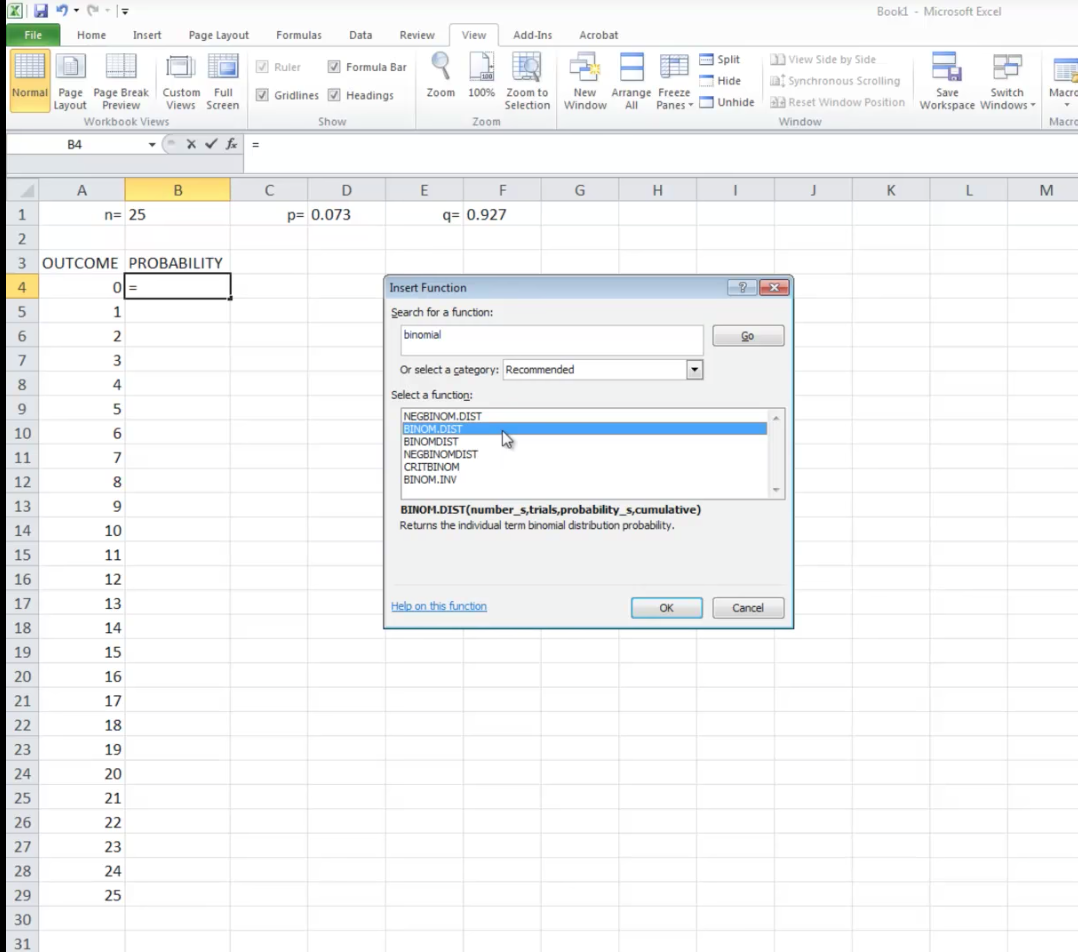 Book1 - Microsoft Excel
File Home Insert Page Layout Formulas Data Review View Add-Ins Acrobat
Normal Page Layout Page Break Preview Custom Views Full Screen
Workbook Views
Ruler Formula Bar
Gridlines Headings
Show
Zoom 100% Zoom to Selection
Zoom
New Window Arrange All Freeze Panes
Split
Hide
Unhide
View Side by Side
Synchronous Scrolling
Reset Window Position
Window
Save Workspace Switch Windows
Macro
Macro
B4 fx =
A B C D E F G H I J K L M
1 n= 25 p= 0.073 q= 0.927
2
3 OUTCOME PROBABILITY
4 0 =
5 1
6 2
7 3
8 4
9 5
10 6
11 7
12 8
13 9
14 10
15 11
16 12
17 13
18 14
19 15
20 16
21 17
22 18
23 19
24 20
25 21
26 22
27 23
28 24
29 25
30
31
Insert Function ?
Search for a function:
binomial Go
Or select a category: Recommended
Select a function:
NEGBINOM.DIST
BINOM.DIST
BINOMDIST
NEGBINOMDIST
CRITBINOM
BINOM.INV
BINOM.DIST(number_s,trials,probability_s,cumulative)
Returns the individual term binomial distribution probability.
Help on this function OK Cancel